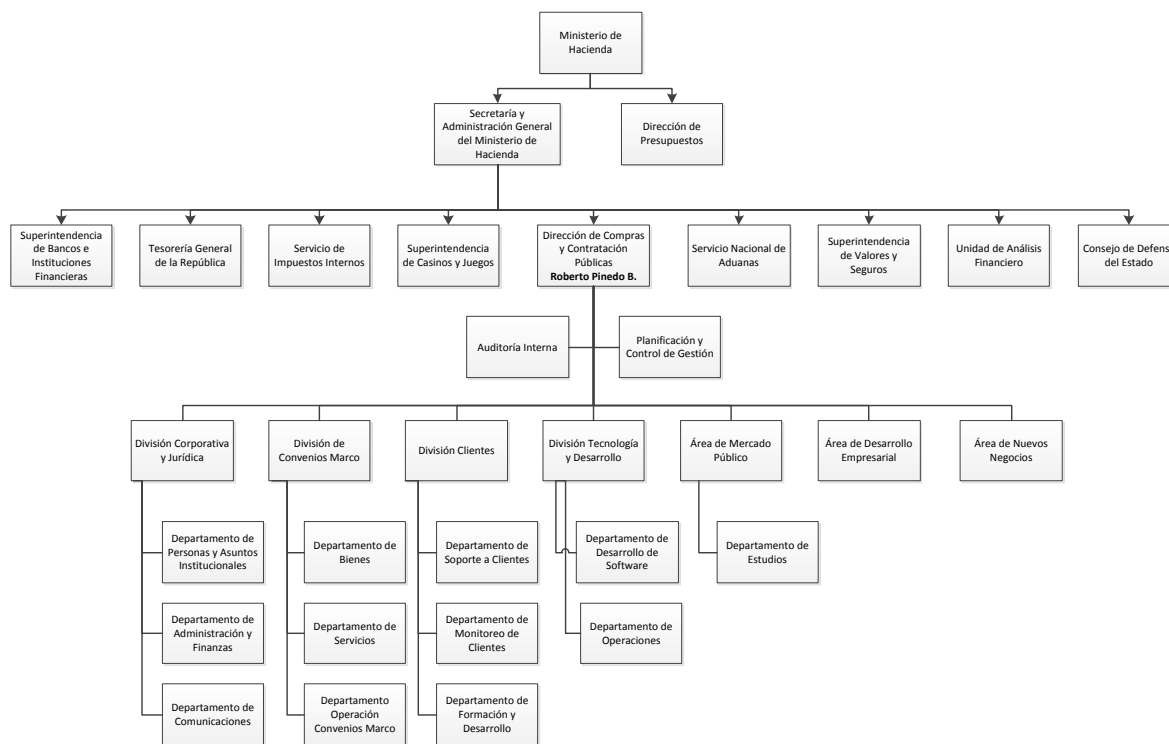 Ministerio de
Hacienda
Secretaría y
Administración General
del Ministerio de
Hacienda
Dirección de
Presupuestos
Superintendencia
de Bancos e
Instituciones
Financieras
Tesorería General
de la República
Servicio de
Impuestos Internos
Superintendencia
de Casinos y Juegos
Dirección de Compras
y Contratación
Públicas
Roberto Pinedo B.
Servicio Nacional de
Aduanas
Superintendencia
de Valores y
Seguros
Unidad de Análisis
Financiero
Consejo de Defens
del Estado
Auditoría Interna
Planificación y
Control de Gestión
División Corporativa
y Jurídica
División de
Convenios Marco
División Clientes
División Tecnología
y Desarrollo
Área de Mercado
Público
Área de Desarrollo
Empresarial
Área de Nuevos
Negocios
Departamento de
Personas y Asuntos
Institucionales
Departamento de
Bienes
Departamento de
Soporte a Clientes
Departamento de
Desarrollo de
Software
Departamento de
Estudios
Departamento de
Administración y
Finanzas
Departamento de
Servicios
Departamento de
Monitoreo de
Clientes
Departamento de
Operaciones
Departamento de
Comunicaciones
Departamento
Operación
Convenios Marco
Departamento de
Formación y
Desarrollo